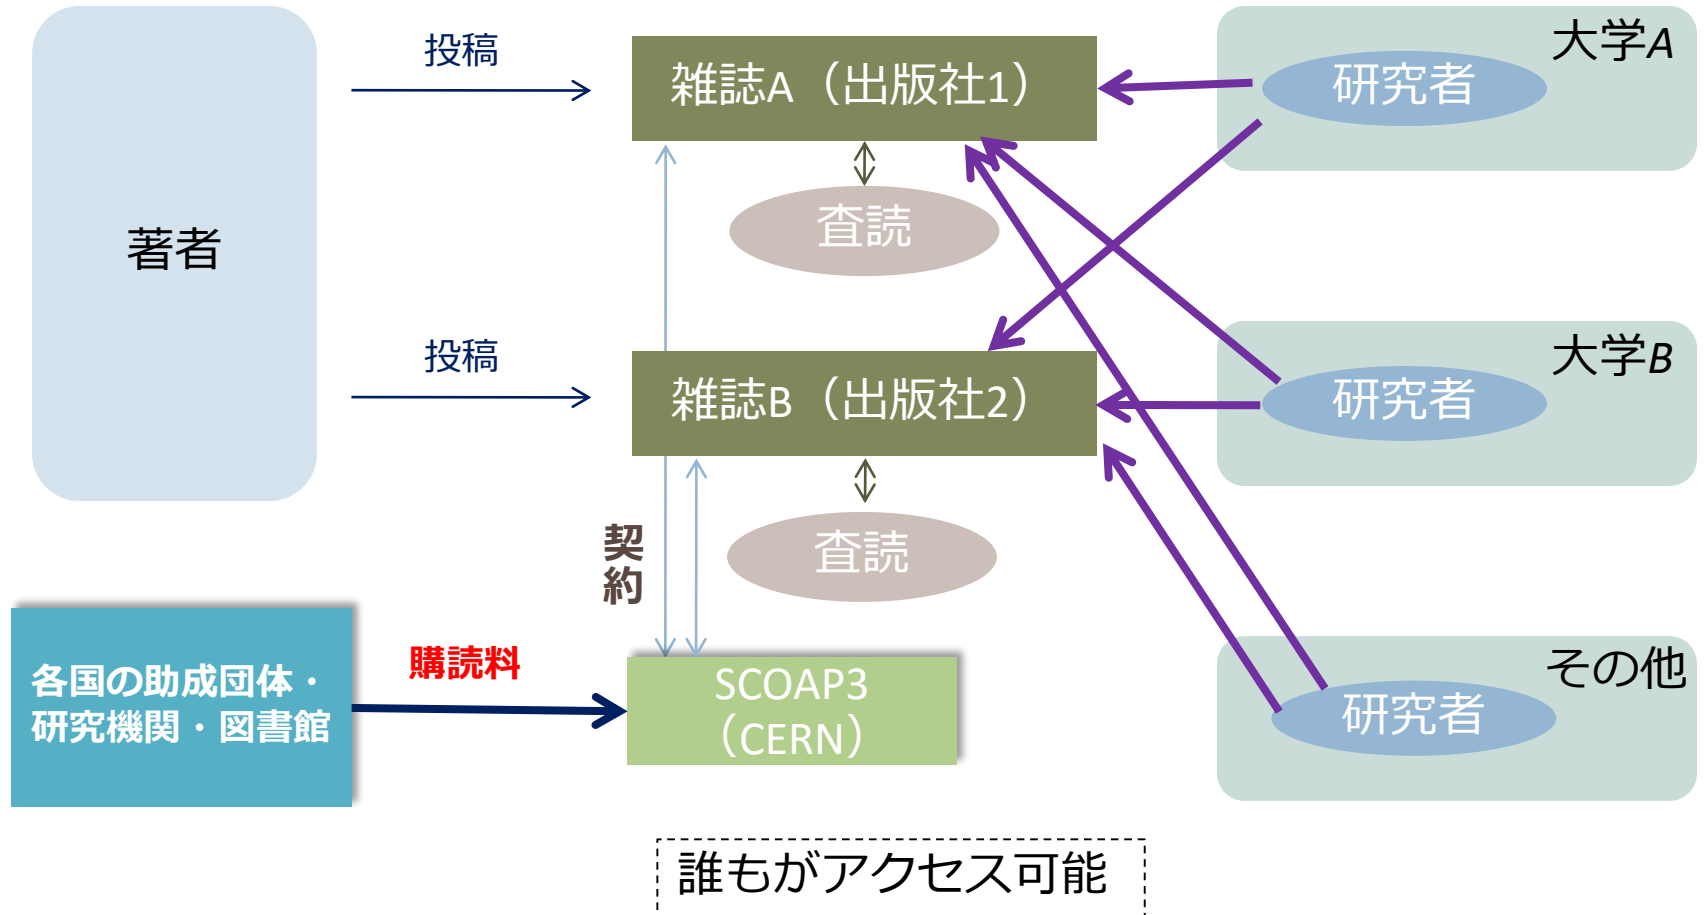 大学A
投稿
雑誌A（出版社1）
研究者
査読
著者
投稿
大学B
雑誌B（出版社2）
研究者
契
約
査読
各国の助成団体・
研究機関・図書館
購読料
SCOAP3
（CERN）
その他
研究者
誰もがアクセス可能